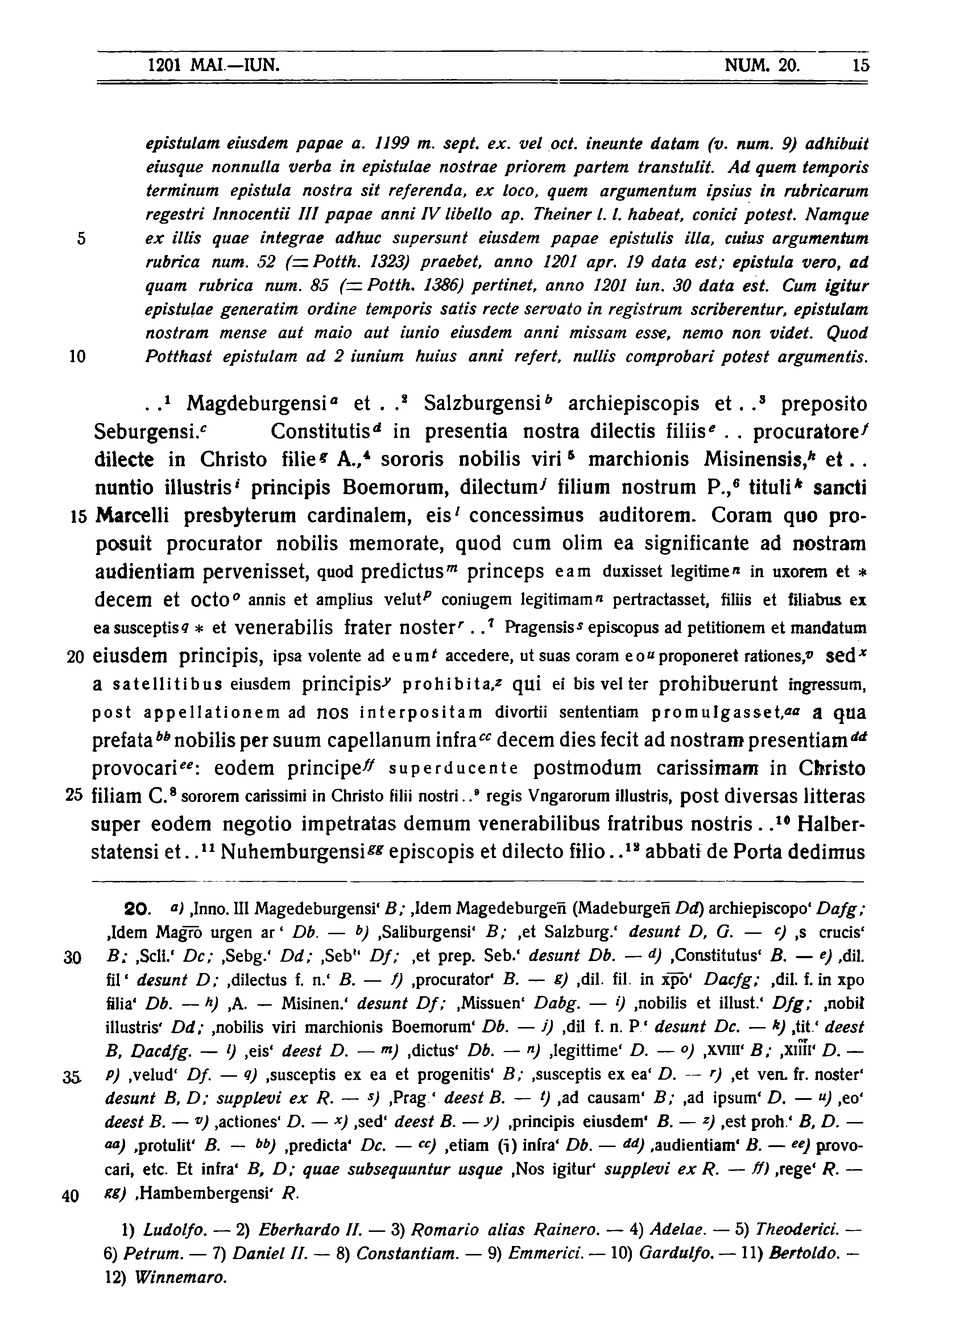 1201 MAI.—IUN. NUM. 20. 15
epistulam eiusdem papae a. 1199 m. sept. ex. vel oct. ineunte datam (v. num. 9) adhibuit
eiusque nonnulla verba in epistulae nostrae priorem partem transtulit. Ad quem temporis
terminum epistula nostra sit referenda, ex loco, quem argumentum ipsius in rubricarum
regestri Innocentii III papae anni IV libello ap. Theiner l. l. habeat, conici potest. Namque
5 ex illis quae integrae adhuc supersunt eiusdem papae epistulis illa, cuius argumentum
rubrica num. 52 (= Potth. 1323) praebet, anno 1201 apr. 19 data est; epistula vero, ad
quam rubrica num. 85 (= Potth. 1386) pertinet, anno 1201 iun. 30 data est. Cum igitur
epistulae generatim ordine temporis satis recte servato in registrum scriberentur, epistulam
nostram mense aut maio aut iunio eiusdem anni missam esse, nemo non videt. Quod
10 Potthast epistulam ad 2 iunium huius anni refert, nullis comprobari potest argumentis.
. .¹ Magdeburgensi ᵃ et . .² Salzburgensi ᵇ archiepiscopis et . .³ preposito
Seburgensi.ᶜ Constitutis ᵈ in presentia nostra dilectis filiis ᵉ . . procuratore ᶠ
dilecte in Christo filie ᵍ A.,⁴ sororis nobilis viri ⁵ marchionis Misinensis,ʰ et . .
nuntio illustris ⁱ principis Boemorum, dilectum ʲ filium nostrum P.,⁶ tituli ᵏ sancti
15 Marcelli presbyterum cardinalem, eis ˡ concessimus auditorem. Coram quo pro-
posuit procurator nobilis memorate, quod cum olim ea significante ad nostram
audientiam pervenisset, quod predictus ᵐ princeps eam duxisset legitime ⁿ in uxorem et *
decem et octo ᵒ annis et amplius velut ᵖ coniugem legitimam ⁿ pertractasset, filiis et filiabus ex
ea susceptis q * et venerabilis frater noster ʳ . .⁷ Pragensis ˢ episcopus ad petitionem et mandatum
20 eiusdem principis, ipsa volente ad eum ᵗ accedere, ut suas coram eo ᵘ proponeret rationes,ᵛ sed ˣ
a satellitibus eiusdem principis ʸ prohibita,ᶻ qui ei bis vel ter prohibuerunt ingressum,
post appellationem ad nos interpositam divortii sententiam promulgasset,ᵃᵃ a qua
prefata ᵇᵇ nobilis per suum capellanum infra ᶜᶜ decem dies fecit ad nostram presentiam ᵈᵈ
provocari ᵉᵉ: eodem principe ᶠᶠ superducente postmodum carissimam in Christo
25 filiam C.⁸ sororem carissimi in Christo filii nostri . .⁹ regis Vngarorum illustris, post diversas litteras
super eodem negotio impetratas demum venerabilibus fratribus nostris . .¹⁰ Halber-
statensi et . .¹¹ Nuhemburgensi ᵍᵍ episcopis et dilecto filio . .¹² abbati de Porta dedimus
20. a) ‚Inno. III Magedeburgensi‘ B; ‚Idem Magedeburgen̄ (Madeburgen̄ Dd) archiepiscopo‘ Dafg;
‚Idem Magr̄o urgen ar‘ Db. — b) ‚Saliburgensi‘ B; ‚et Salzburg.‘ desunt D, G. — c) ‚s crucis‘
30 B; ‚Scli.‘ Dc; ‚Sebg.‘ Dd; ‚Seb‘‘ Df; ‚et prep. Seb.‘ desunt Db. — d) ‚Constitutus‘ B. — e) ‚dil.
fil‘ desunt D; ‚dilectus f. n.‘ B. — f) ‚procurator‘ B. — g) ‚dil. fil. in xp̄o‘ Dacfg; ‚dil. f. in xpo
filia‘ Db. — h) ‚A. — Misinen.‘ desunt Df; ‚Missuen‘ Dabg. — i) ‚nobilis et illust.‘ Dfg; ‚nobil
illustris‘ Dd; ‚nobilis viri marchionis Boemorum‘ Db. — j) ‚dil f. n. P.‘ desunt Dc. — k) ‚tit.‘ deest
B, Dacdfg. — l) ‚eis‘ deest D. — m) ‚dictus‘ Db. — n) ‚legittime‘ D. — o) ‚XVIII‘ B; D. —
35 p) ‚velud‘ Df. — q) ‚susceptis ex ea et progenitis‘ B; ‚susceptis ex ea‘ D. — r) ‚et ven. fr. noster‘
desunt B, D; supplevi ex R. — s) ‚Prag.‘ deest B. — t) ‚ad causam‘ B; ‚ad ipsum‘ D. — u) ‚eo‘
deest B. — v) ‚actiones‘ D. — x) ‚sed‘ deest B. — y) ‚principis eiusdem‘ B. — z) ‚est proh.‘ B, D. —
aa) ‚protulit‘ B. — bb) ‚predicta‘ Dc. — cc) ‚etiam (ī) infra‘ Db. — dd) ‚audientiam‘ B. — ee) provo-
cari, etc. Et infra‘ B, D; quae subsequuntur usque ‚Nos igitur‘ supplevi ex R. — ff) ‚rege‘ R. —
40 gg) ‚Hambembergensi‘ R.
1) Ludolfo. — 2) Eberhardo II. — 3) Romario alias Rainero. — 4) Adelae. — 5) Theoderici. —
6) Petrum. — 7) Daniel II. — 8) Constantiam. — 9) Emmerici. — 10) Gardulfo. — 11) Bertoldo. —
12) Winnemaro.